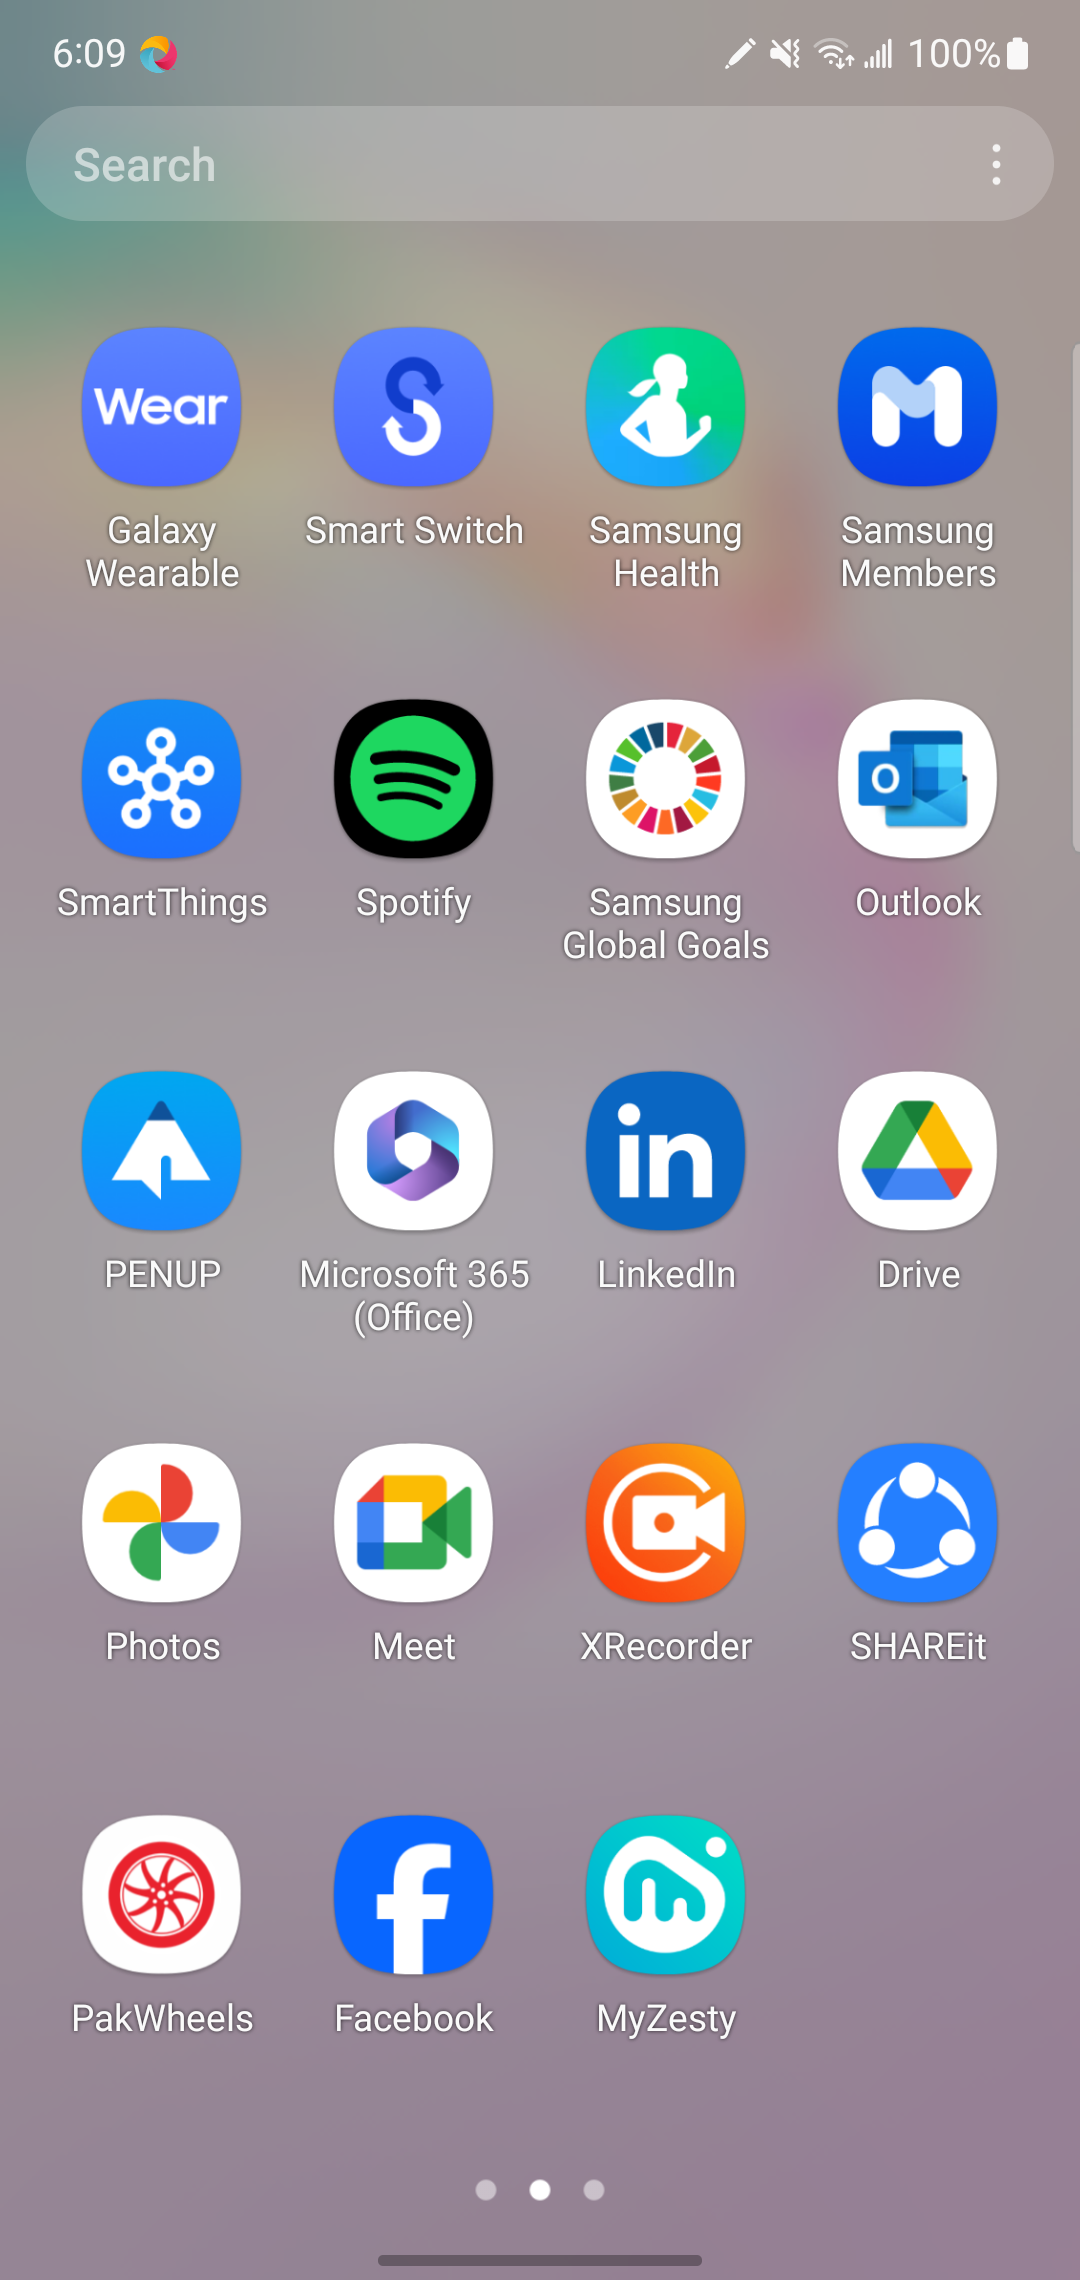 6:09 100%
Search
Wear
Galaxy Wearable
Smart Switch
Samsung Health
Samsung Members
SmartThings
Spotify
Samsung Global Goals
O
Outlook
PENUP
Microsoft 365 (Office)
in
LinkedIn
Drive
Photos
Meet
XRecorder
SHAREit
PakWheels
f
Facebook
MyZesty